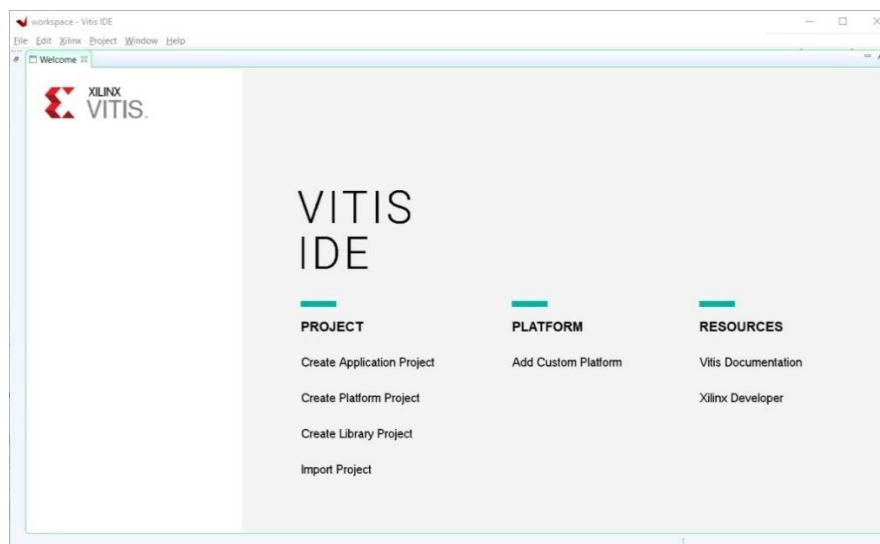 workspace - Vitis IDE
File Edit Xilinx Project Window Help
Welcome
XILINX
VITIS.
VITIS
IDE
PROJECT
PLATFORM
RESOURCES
Create Application Project
Add Custom Platform
Vitis Documentation
Create Platform Project
Xilinx Developer
Create Library Project
Import Project